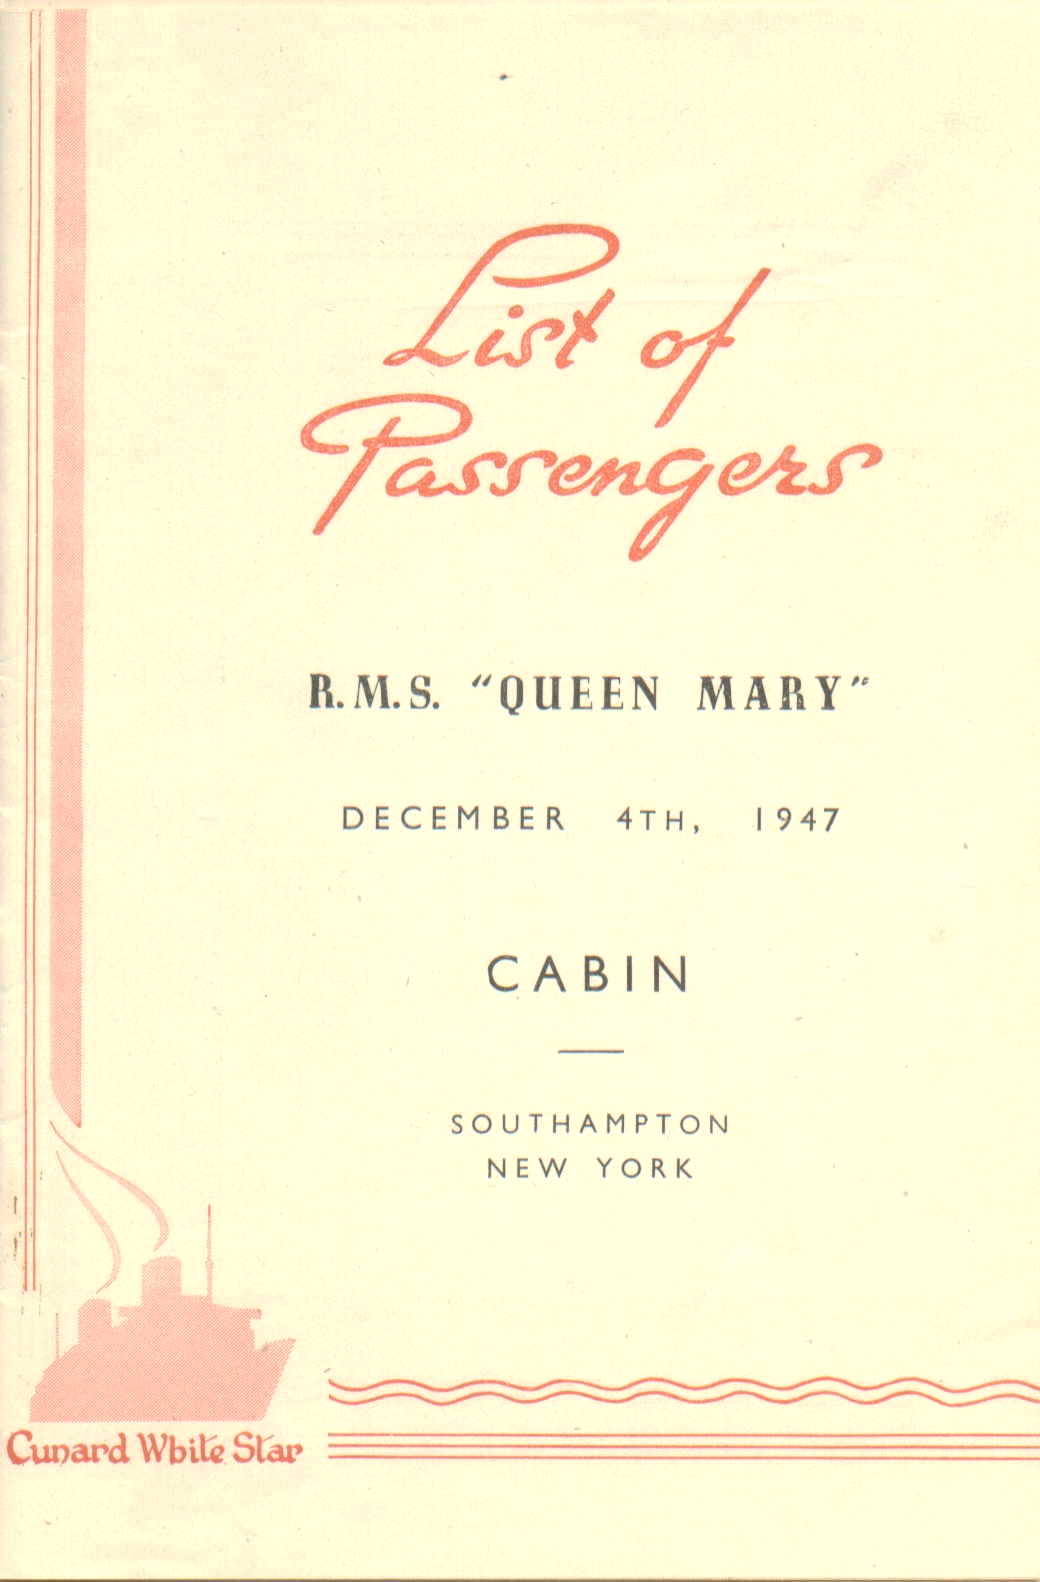 List of
Passengers
R.M.S. "QUEEN MARY"
DECEMBER 4TH, 1947
CABIN
SOUTHAMPTON
NEW YORK
Cunard White Star